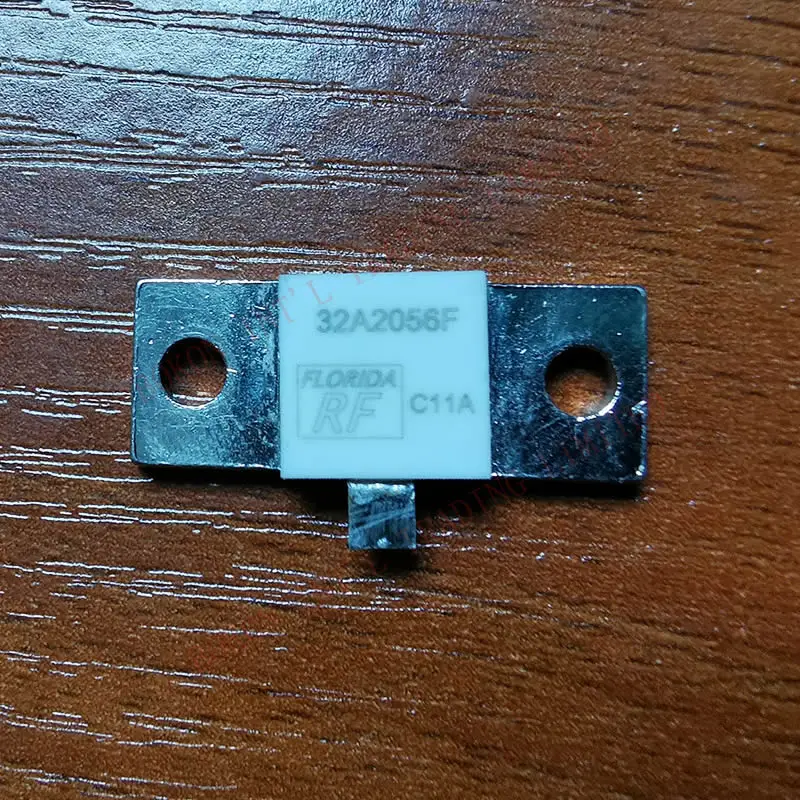 32A2056F
FLORIDA
RF
C11A